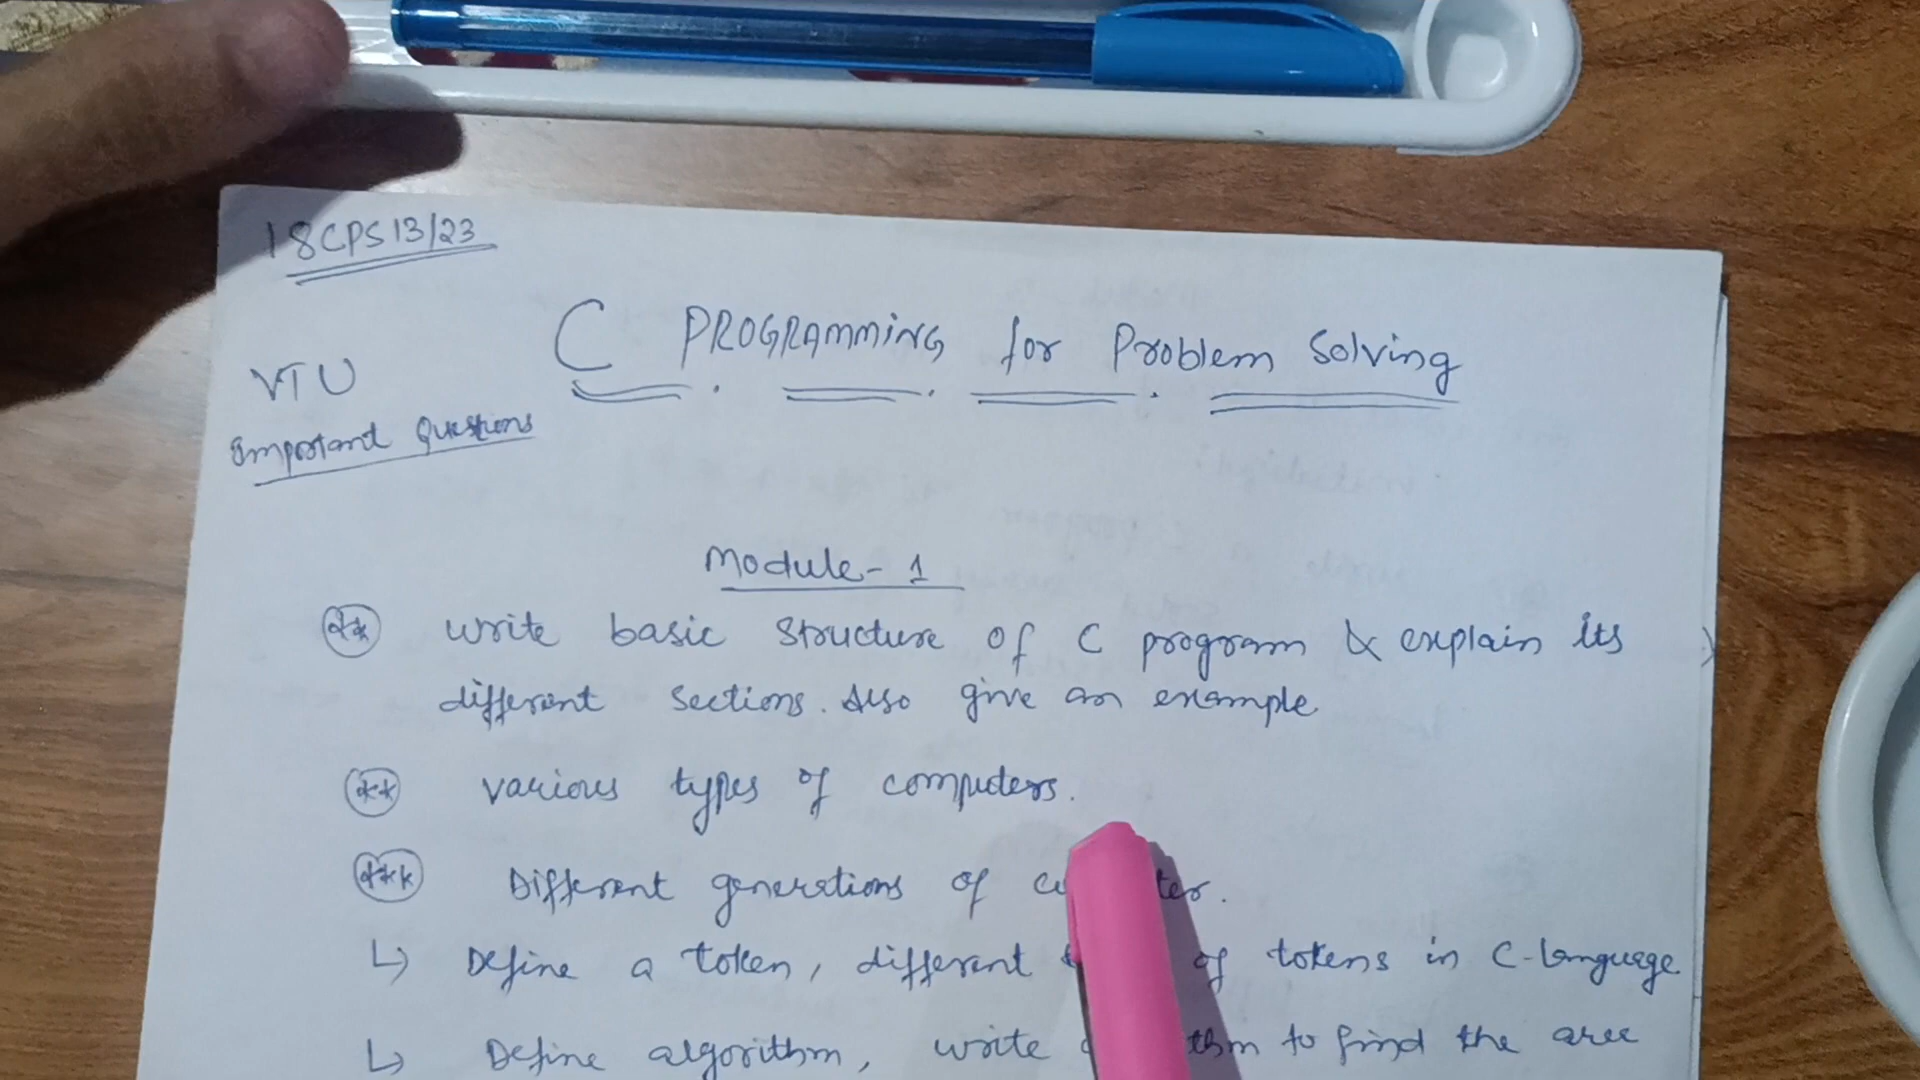 18CPS13/23
C PROGRAMMING for Problem Solving
VTU
Important Questions
Module-1
** write basic structure of C program & explain its
different sections. Also give an example
** various types of computers.
*** Different generations of
↳ Define a token, different of tokens in C-language
↳ Define algorithm, write to find the area